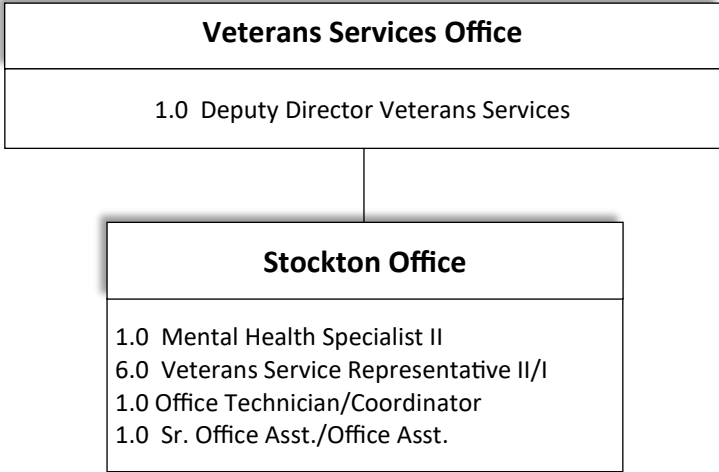 Veterans Services Office
1.0  Deputy Director Veterans Services
Stockton Office
1.0  Mental Health Specialist II
6.0  Veterans Service Representative II/I
1.0 Office Technician/Coordinator
1.0  Sr. Office Asst./Office Asst.